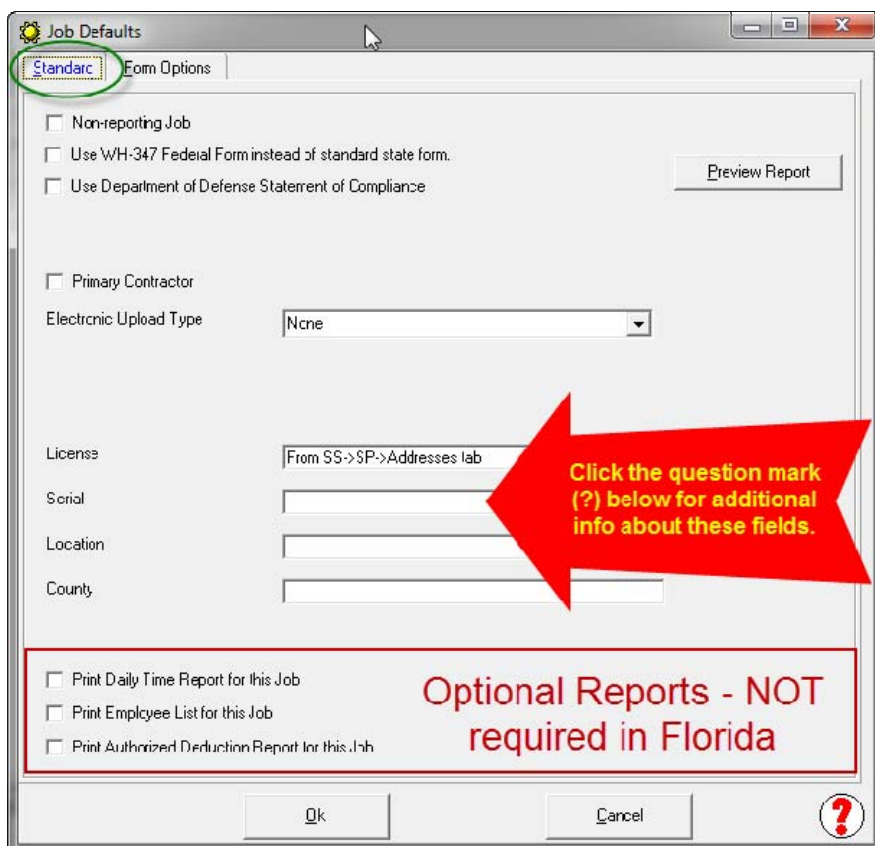 Job Defaults
Standard Form Options
Non-reporting Job
Use WH-347 Federal Form instead of standard state form.
Use Department of Defense Statement of Compliance
Preview Report
Primary Contractor
Electronic Upload Type
None
License
From SS->SP->Addresses tab
Serial
Location
County
Click the question mark
(?) below for additional
info about these fields.
Print Daily Time Report for this Job
Print Employee List for this Job
Print Authorized Deduction Report for this Job
Optional Reports - NOT
required in Florida
Ok
Cancel
?